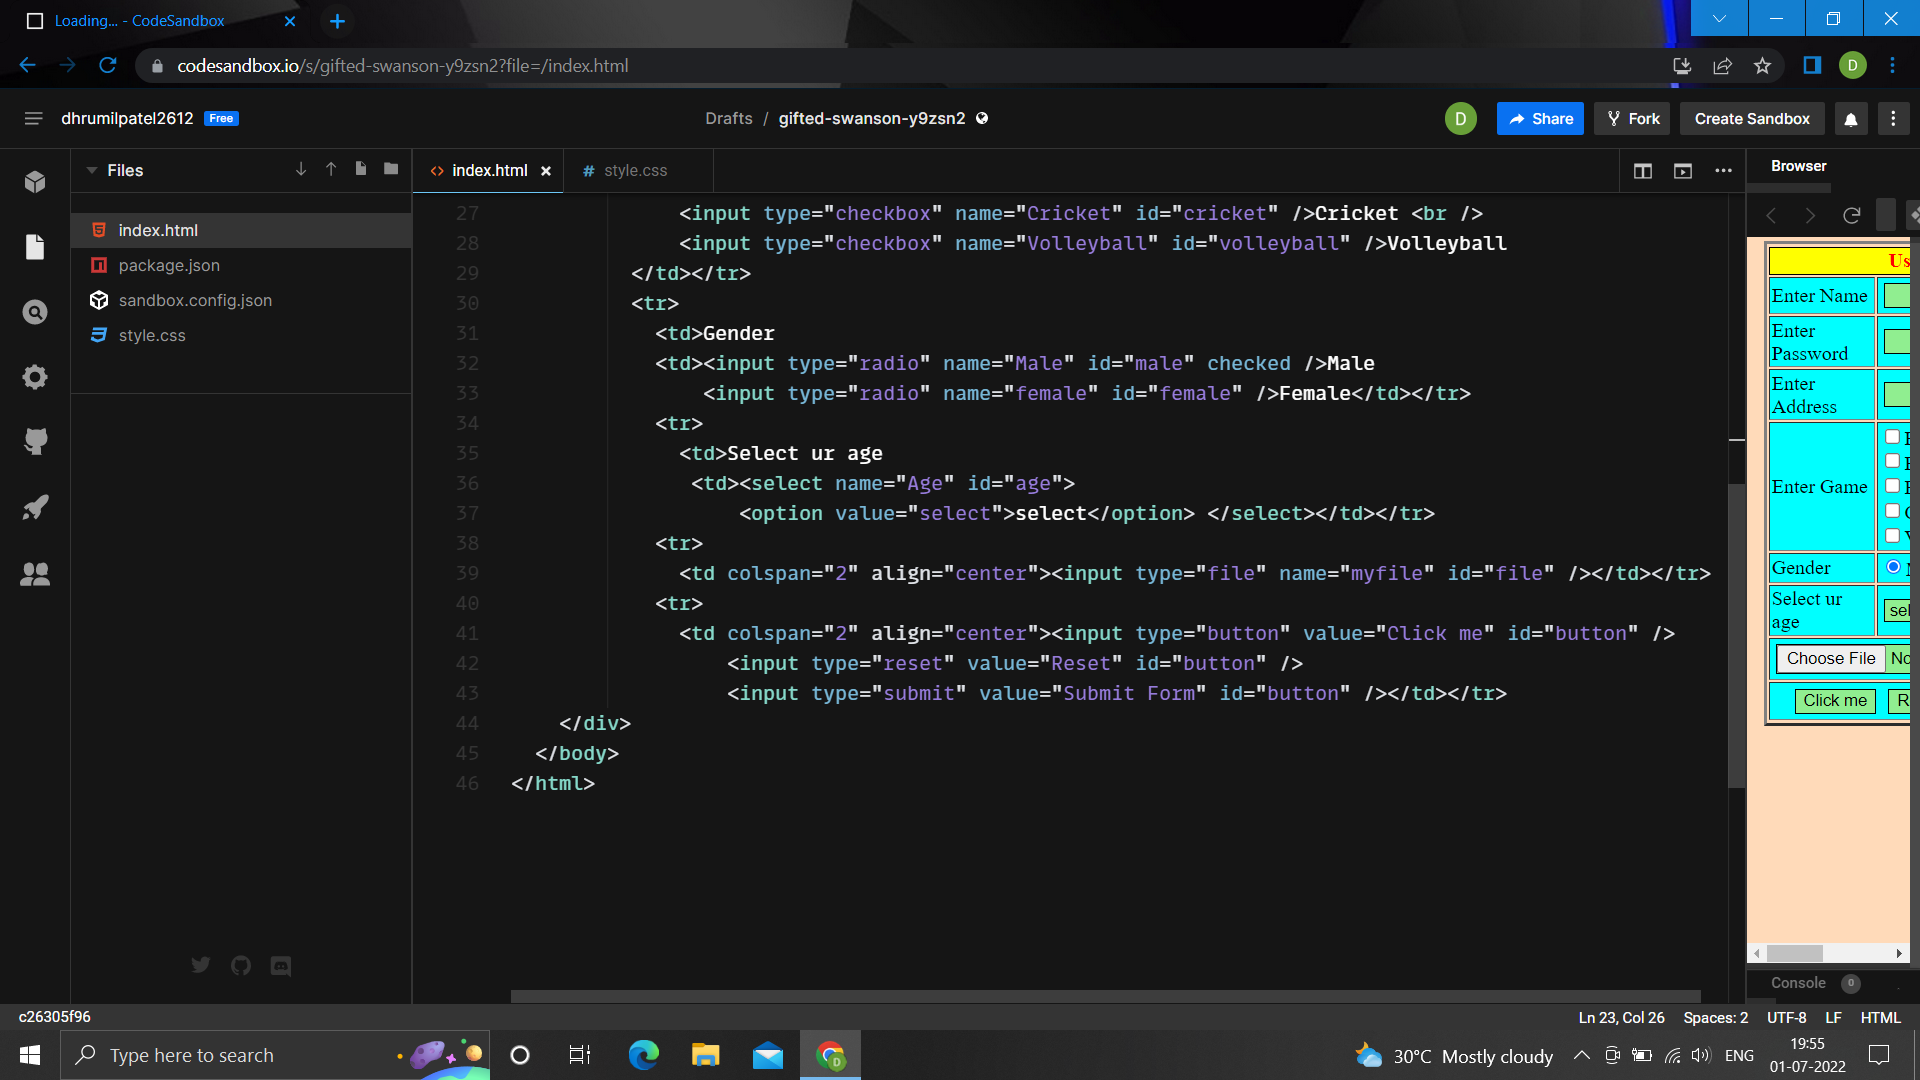 Loading... - CodeSandbox
codesandbox.io/s/gifted-swanson-y9zsn2?file=/index.html
D
dhrumilpatel2612 Free
Drafts / gifted-swanson-y9zsn2
D Share Fork Create Sandbox
Files
index.html
package.json
sandbox.config.json
style.css
<> index.html # style.css
27 <input type="checkbox" name="Cricket" id="cricket" />Cricket <br />
28 <input type="checkbox" name="Volleyball" id="volleyball" />Volleyball
29 </td></tr>
30 <tr>
31 <td>Gender
32 <td><input type="radio" name="Male" id="male" checked />Male
33 <input type="radio" name="female" id="female" />Female</td></tr>
34 <tr>
35 <td>Select ur age
36 <td><select name="Age" id="age">
37 <option value="select">select</option> </select></td></tr>
38 <tr>
39 <td colspan="2" align="center"><input type="file" name="myfile" id="file" /></td></tr>
40 <tr>
41 <td colspan="2" align="center"><input type="button" value="Click me" id="button" />
42 <input type="reset" value="Reset" id="button" />
43 <input type="submit" value="Submit Form" id="button" /></td></tr>
44 </div>
45 </body>
46 </html>
Browser
Us
Enter Name
Enter
Password
Enter
Address
Enter Game
Gender
Select ur
age
sel
Choose File No
Click me R
Console 0
c26305f96
Ln 23, Col 26 Spaces: 2 UTF-8 LF HTML
Type here to search
D
30°C Mostly cloudy
ENG
19:55
01-07-2022